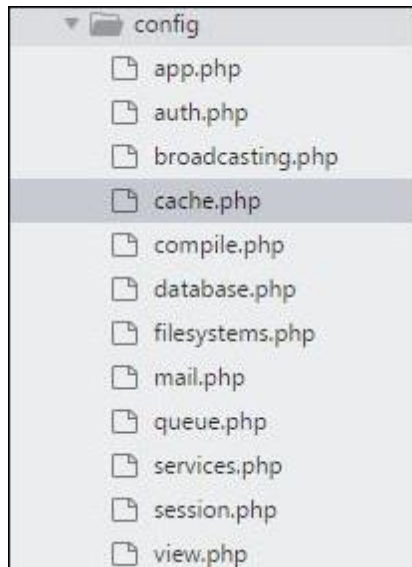 config
app.php
auth.php
broadcasting.php
cache.php
compile.php
database.php
filesystems.php
mail.php
queue.php
services.php
session.php
view.php